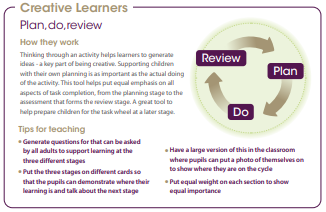 Creative Learners
Plan,do,review
How they work
Thinking through an activity helps learners to generate
ideas - a key part of being creative. Supporting children
with their own planning is as important as the actual doing
of the activity. This tool helps put equal emphasis on all
aspects of task completion, from the planning stage to the
assessment that forms the review stage. A great tool to
help prepare children for the task wheel at a later stage.
Review
Plan
Do
Tips for teaching
• Generate questions for that can be asked
by all adults to support learning at the
three different stages
• Put the three stages on different cards so
that the pupils can demonstrate where their
learning is and talk about the next stage
• Have a large version of this in the classroom
where pupils can put a photo of themselves on
to show where they are on the cycle
• Put equal weight on each section to show
equal importance